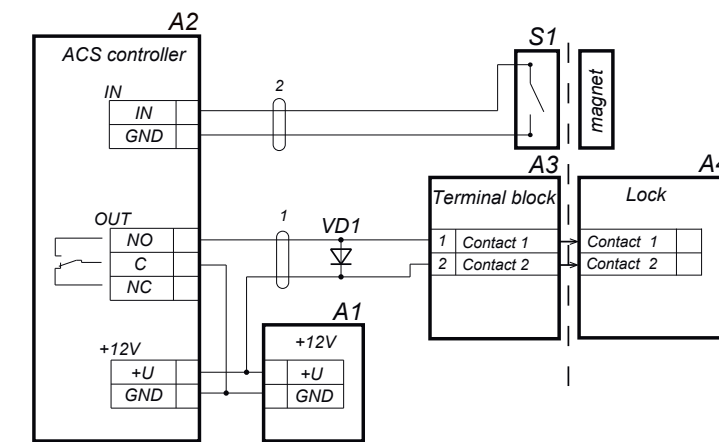 A2
ACS controller
IN
IN
GND
2
S1
magnet
A3
Terminal block
1 Contact 1
2 Contact 2
A4
Lock
Contact 1
Contact 2
OUT
NO
C
NC
1
VD1
+12V
+U
GND
A1
+12V
+U
GND